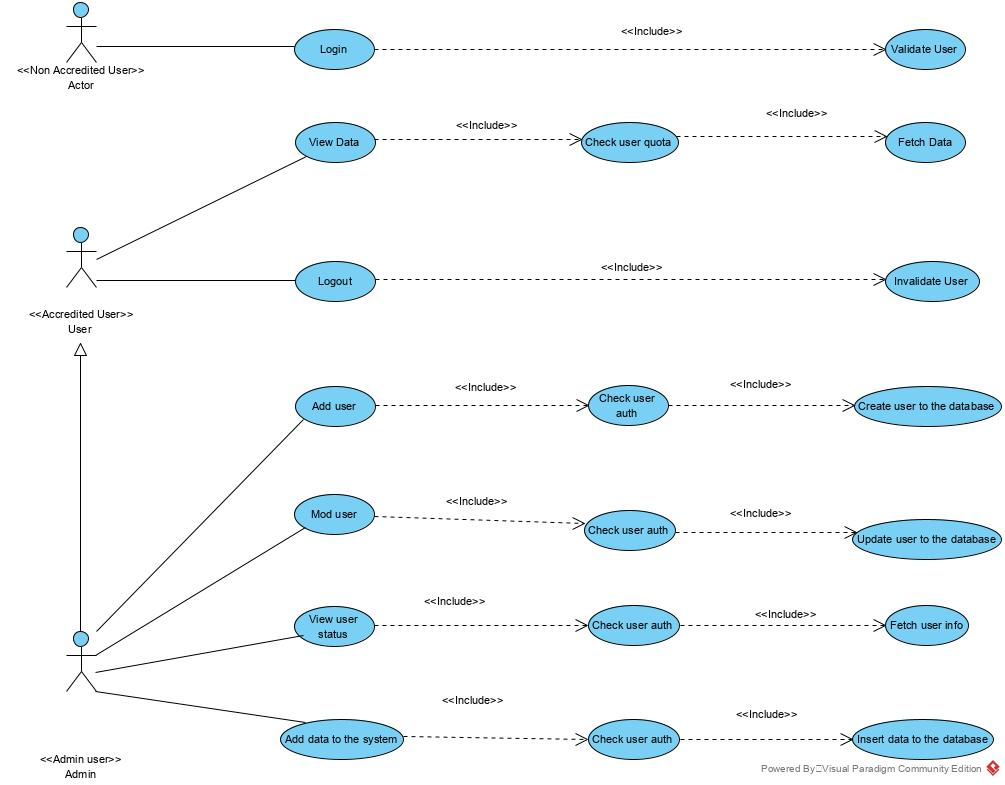 <<Include>>
Login
Validate User
<<Non Accredited User>>
Actor
<<Include>>
<<Include>>
View Data
Check user quota
Fetch Data
<<Include>>
Logout
Invalidate User
<<Accredited User>>
User
<<Include>>
<<Include>>
Add user
Check user
auth
Create user to the database
<<Include>>
<<Include>>
Mod user
Check user auth
Update user to the database
<<Include>>
<<Include>>
View user
status
Check user auth
Fetch user info
<<Include>>
<<Include>>
Add data to the system
Check user auth
Insert data to the database
<<Admin user>>
Admin
Powered By Visual Paradigm Community Edition